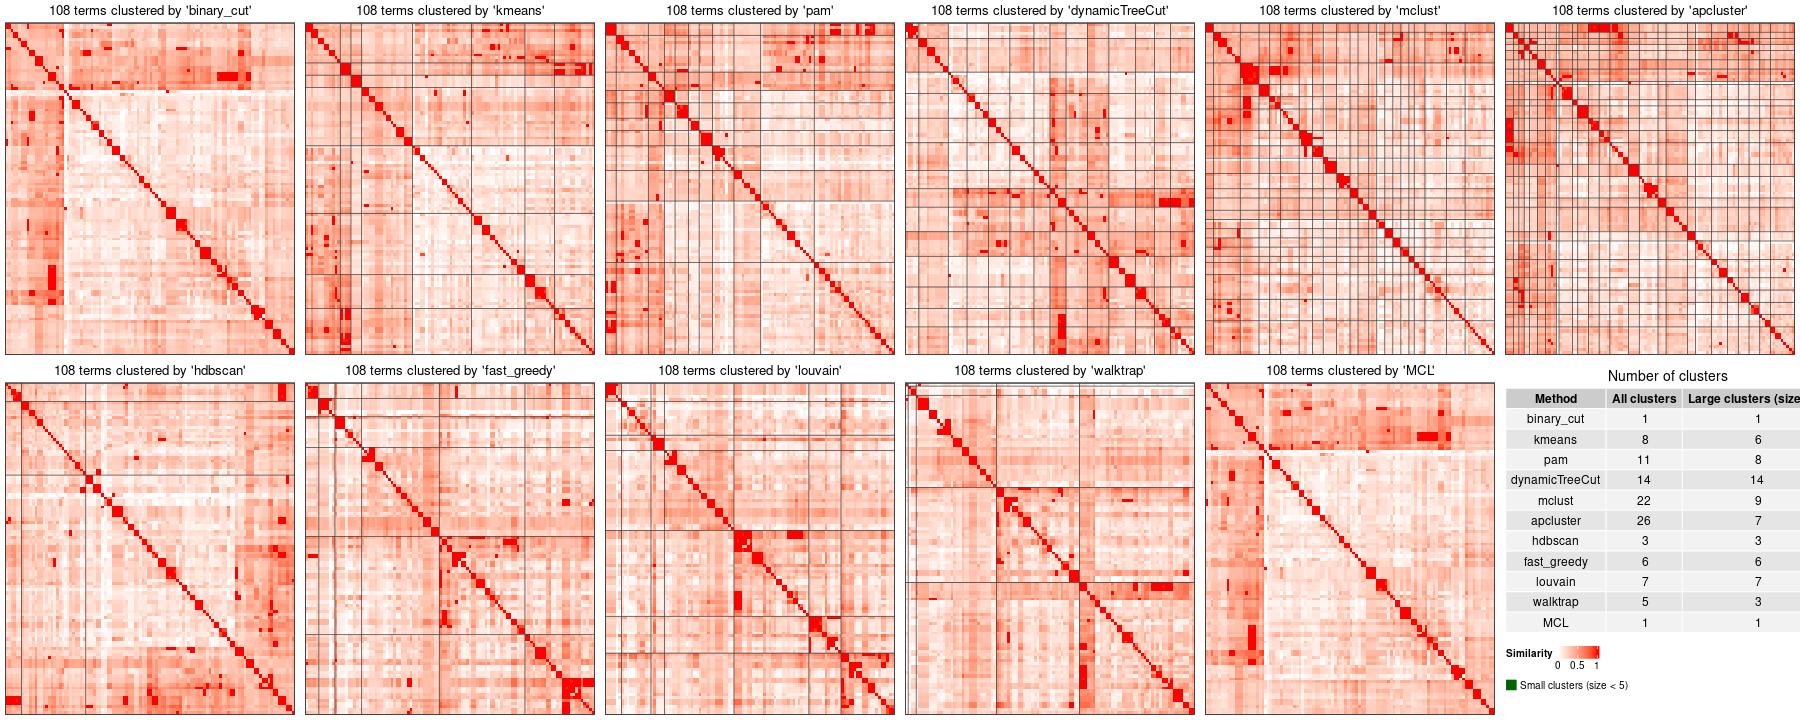 108 terms clustered by 'binary_cut'
108 terms clustered by 'kmeans'
108 terms clustered by 'pam'
108 terms clustered by 'dynamicTreeCut'
108 terms clustered by 'mclust'
108 terms clustered by 'apcluster'
108 terms clustered by 'hdbscan'
108 terms clustered by 'fast_greedy'
108 terms clustered by 'louvain'
108 terms clustered by 'walktrap'
108 terms clustered by 'MCL'
Number of clusters
Method All clusters Large clusters (size
binary_cut 1 1
kmeans 8 6
pam 11 8
dynamicTreeCut 14 14
mclust 22 9
apcluster 26 7
hdbscan 3 3
fast_greedy 6 6
louvain 7 7
walktrap 5 3
MCL 1 1
Similarity
0 0.5 1
Small clusters (size < 5)